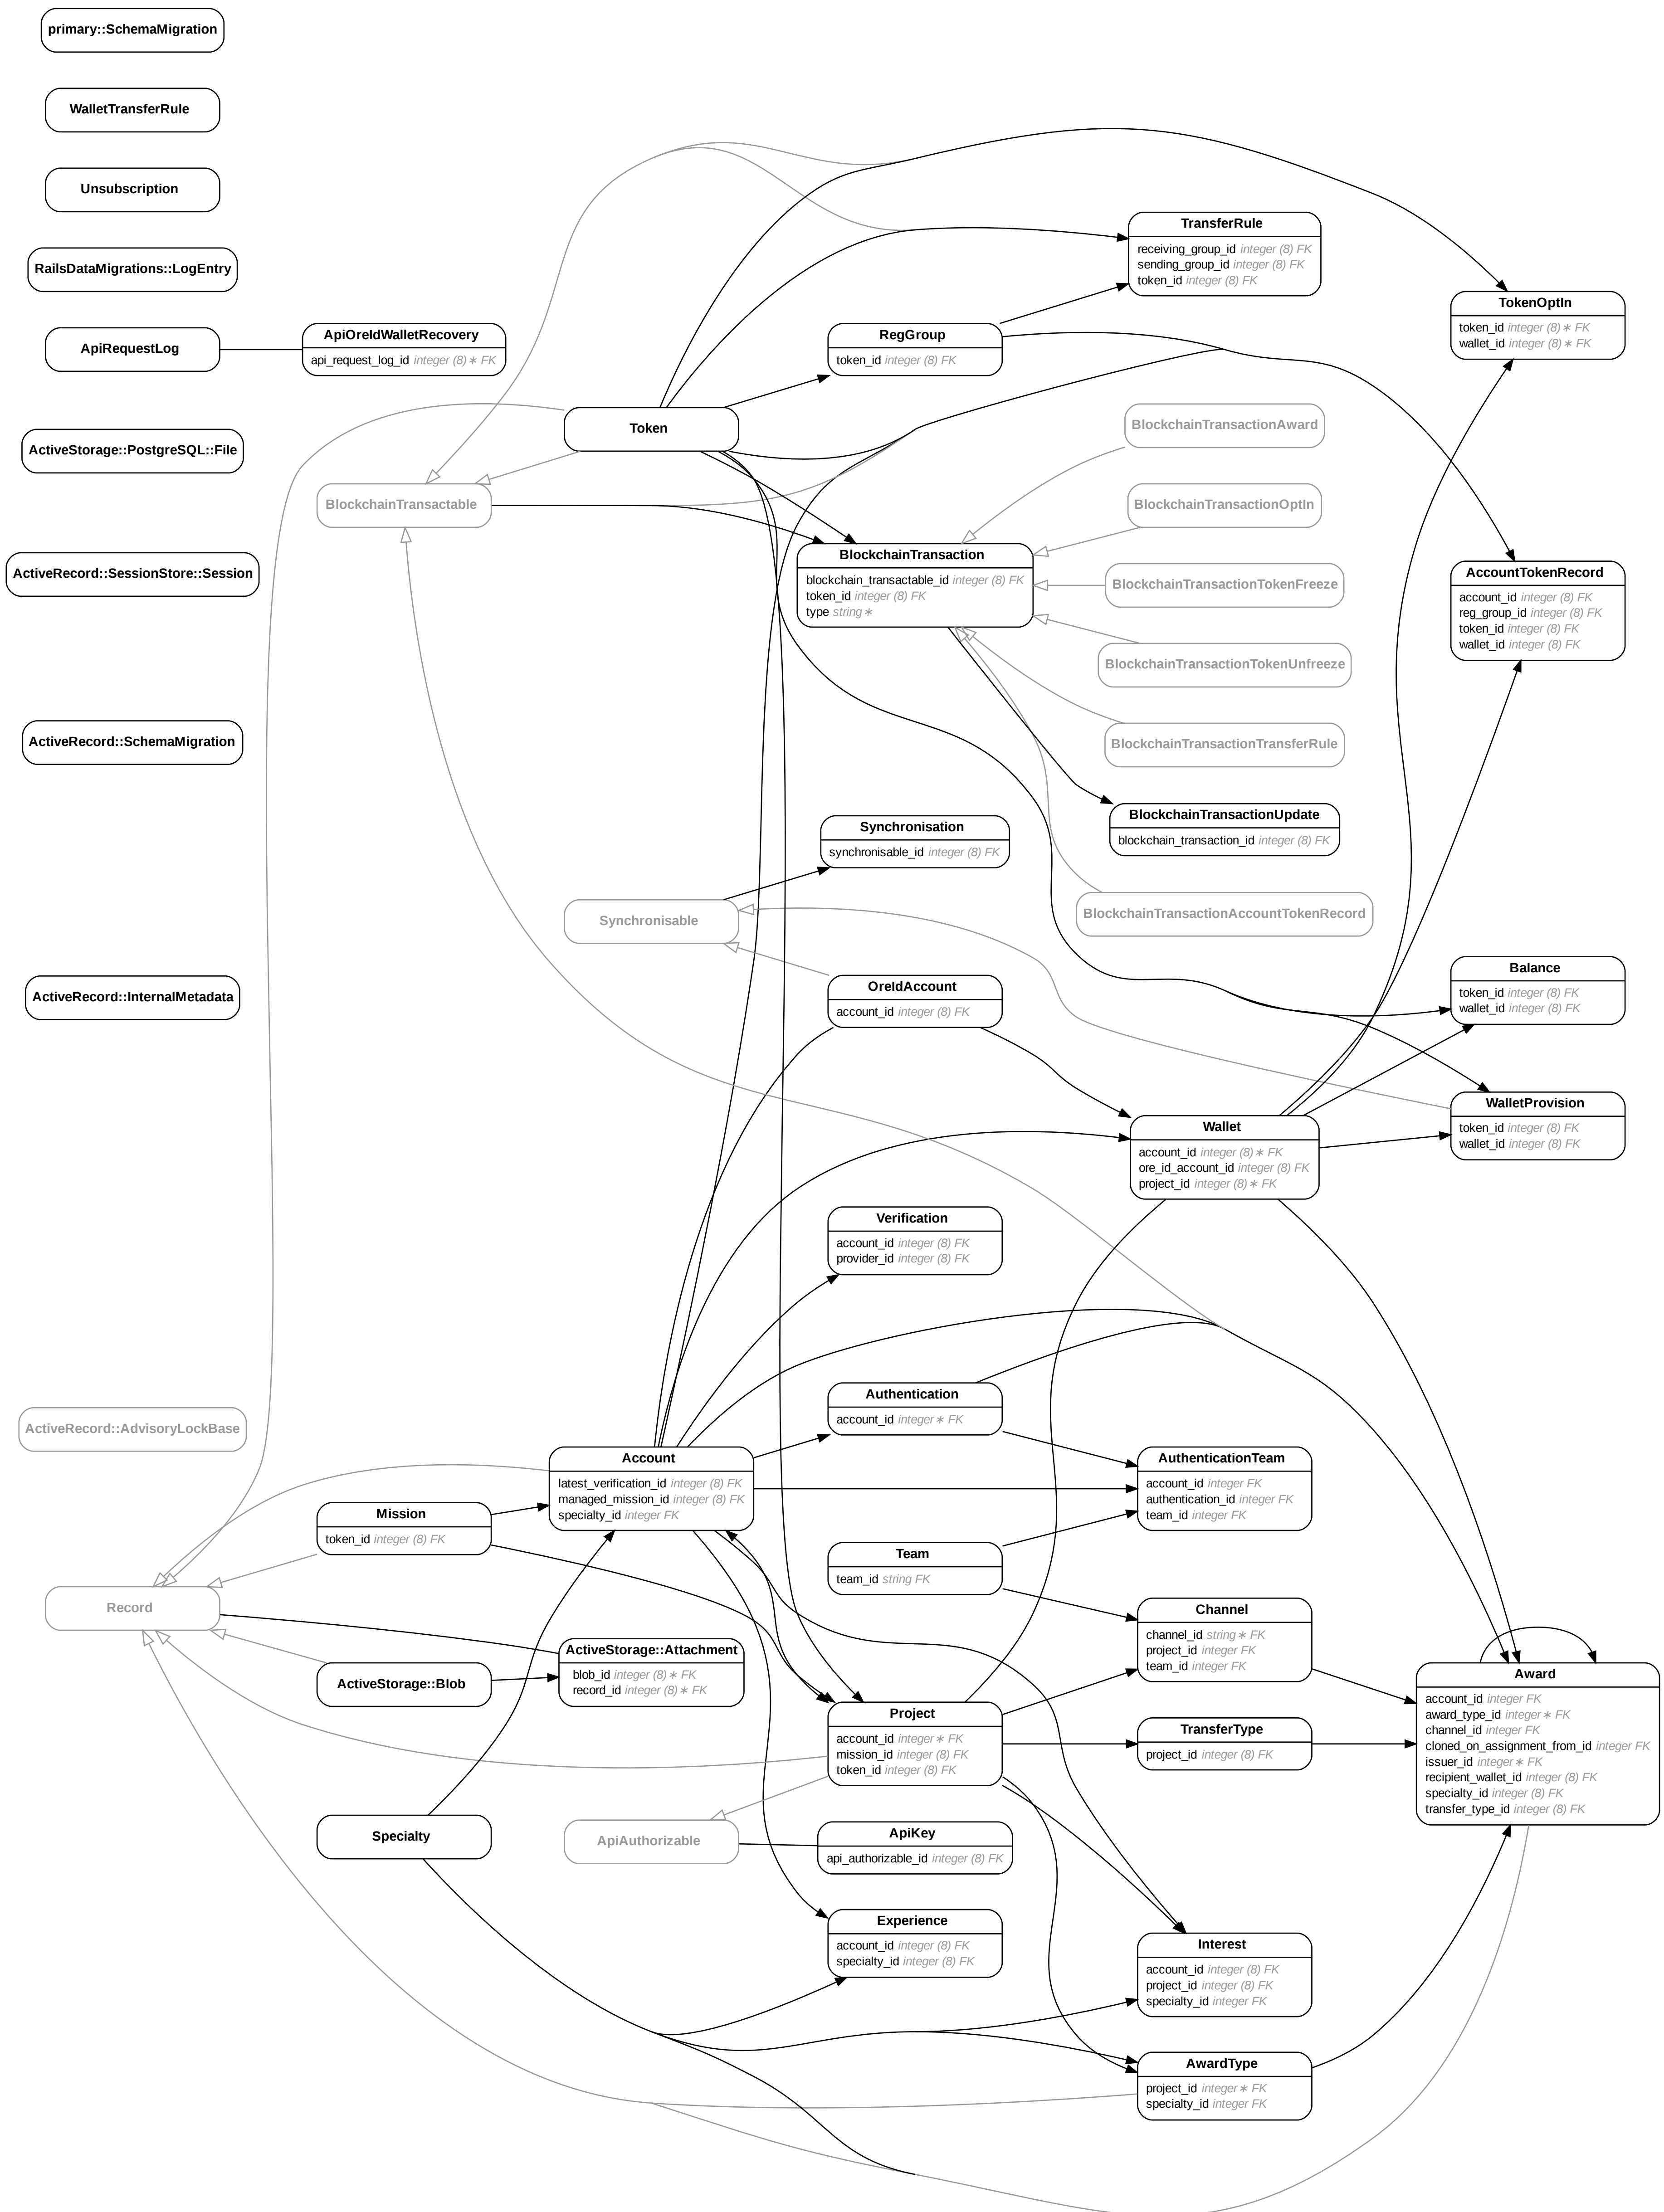 primary::SchemaMigration
WalletTransferRule
Unsubscription
RailsDataMigrations::LogEntry
ApiRequestLog
ActiveStorage::PostgreSQL::File
ActiveRecord::SessionStore::Session
ActiveRecord::SchemaMigration
ActiveRecord::InternalMetadata
ActiveRecord::AdvisoryLockBase
Record
ApiOreIdWalletRecovery
api_request_log_id integer (8)∗ FK
BlockchainTransactable
Mission
token_id integer (8) FK
ActiveStorage::Blob
Specialty
Token
Synchronisable
Account
latest_verification_id integer (8) FK
managed_mission_id integer (8) FK
specialty_id integer FK
ActiveStorage::Attachment
blob_id integer (8)∗ FK
record_id integer (8)∗ FK
ApiAuthorizable
RegGroup
token_id integer (8) FK
BlockchainTransaction
blockchain_transactable_id integer (8) FK
token_id integer (8) FK
type string∗
Synchronisation
synchronisable_id integer (8) FK
OreIdAccount
account_id integer (8) FK
Verification
account_id integer (8) FK
provider_id integer (8) FK
Authentication
account_id integer∗ FK
Team
team_id string FK
Project
account_id integer∗ FK
mission_id integer (8) FK
token_id integer (8) FK
ApiKey
api_authorizable_id integer (8) FK
Experience
account_id integer (8) FK
specialty_id integer (8) FK
TransferRule
receiving_group_id integer (8) FK
sending_group_id integer (8) FK
token_id integer (8) FK
BlockchainTransactionAward
BlockchainTransactionOptIn
BlockchainTransactionTokenFreeze
BlockchainTransactionTokenUnfreeze
BlockchainTransactionTransferRule
BlockchainTransactionUpdate
blockchain_transaction_id integer (8) FK
BlockchainTransactionAccountTokenRecord
Wallet
account_id integer (8)∗ FK
ore_id_account_id integer (8) FK
project_id integer (8)∗ FK
AuthenticationTeam
account_id integer FK
authentication_id integer FK
team_id integer FK
Channel
channel_id string∗ FK
project_id integer FK
team_id integer FK
TransferType
project_id integer (8) FK
Interest
account_id integer (8) FK
project_id integer (8) FK
specialty_id integer FK
AwardType
project_id integer∗ FK
specialty_id integer FK
TokenOptIn
token_id integer (8)∗ FK
wallet_id integer (8)∗ FK
AccountTokenRecord
account_id integer (8) FK
reg_group_id integer (8) FK
token_id integer (8) FK
wallet_id integer (8) FK
Balance
token_id integer (8) FK
wallet_id integer (8) FK
WalletProvision
token_id integer (8) FK
wallet_id integer (8) FK
Award
account_id integer FK
award_type_id integer∗ FK
channel_id integer FK
cloned_on_assignment_from_id integer FK
issuer_id integer∗ FK
recipient_wallet_id integer (8) FK
specialty_id integer (8) FK
transfer_type_id integer (8) FK